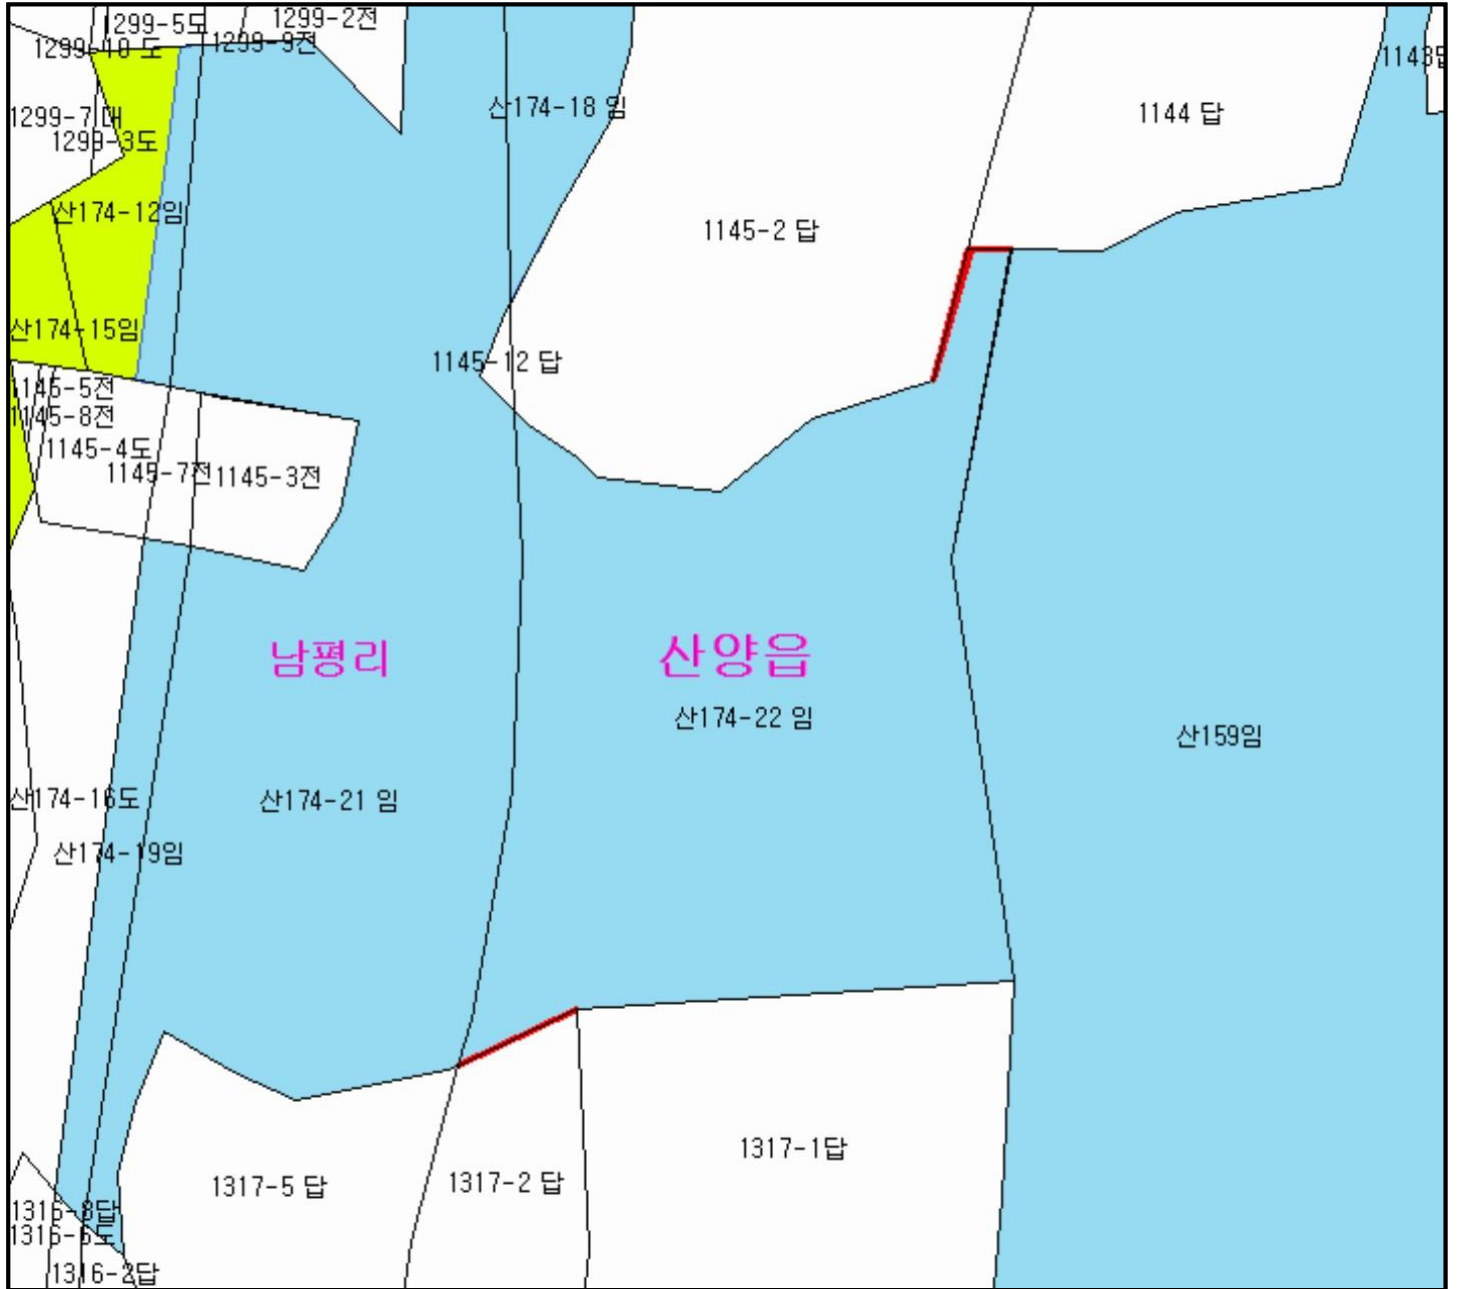 1299-5도
1299-2전
1299-10 도
1299-9전
1143답
산174-18 임
1144 답
1299-7대
1299-3도
산174-12임
1145-2 답
산174-15임
1145-12 답
1145-5전
1145-8전
1145-4도
1145-7전
1145-3전
남평리
산양읍
산174-22 임
산159임
산174-16도
산174-21 임
산174-19임
1317-1답
1317-5 답
1317-2 답
1316-8답
1316-6도
1316-2답